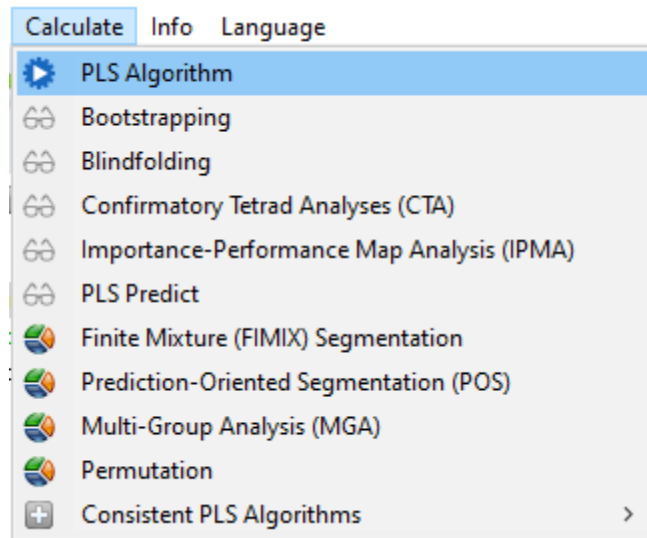 Calculate Info Language
PLS Algorithm
Bootstrapping
Blindfolding
Confirmatory Tetrad Analyses (CTA)
Importance-Performance Map Analysis (IPMA)
PLS Predict
Finite Mixture (FIMIX) Segmentation
Prediction-Oriented Segmentation (POS)
Multi-Group Analysis (MGA)
Permutation
Consistent PLS Algorithms